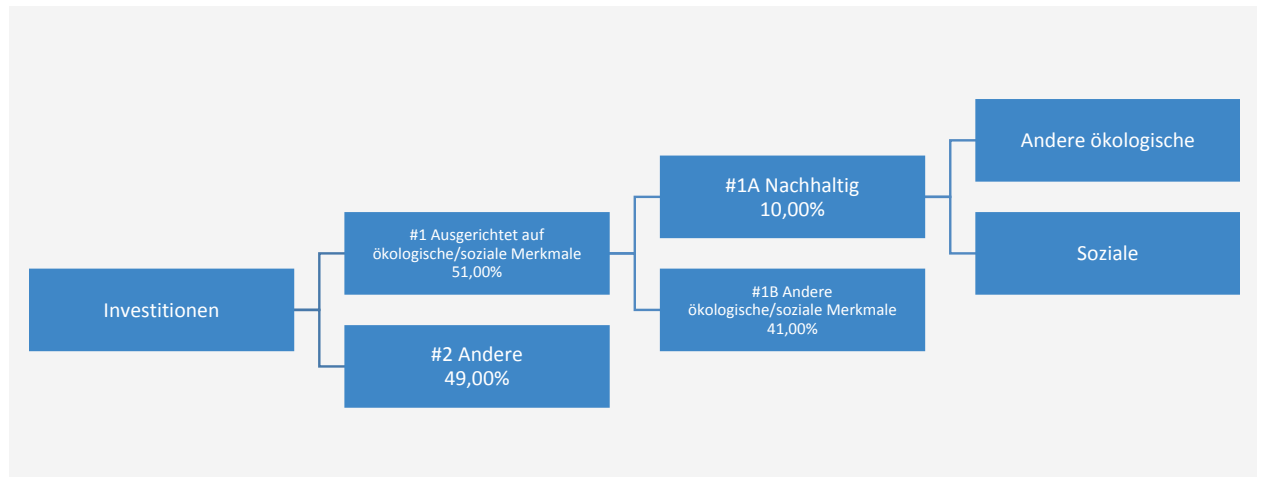 Investitionen
#1 Ausgerichtet auf
ökologische/soziale Merkmale
51,00%
#2 Andere
49,00%
#1A Nachhaltig
10,00%
#1B Andere
ökologische/soziale Merkmale
41,00%
Andere ökologische
Soziale